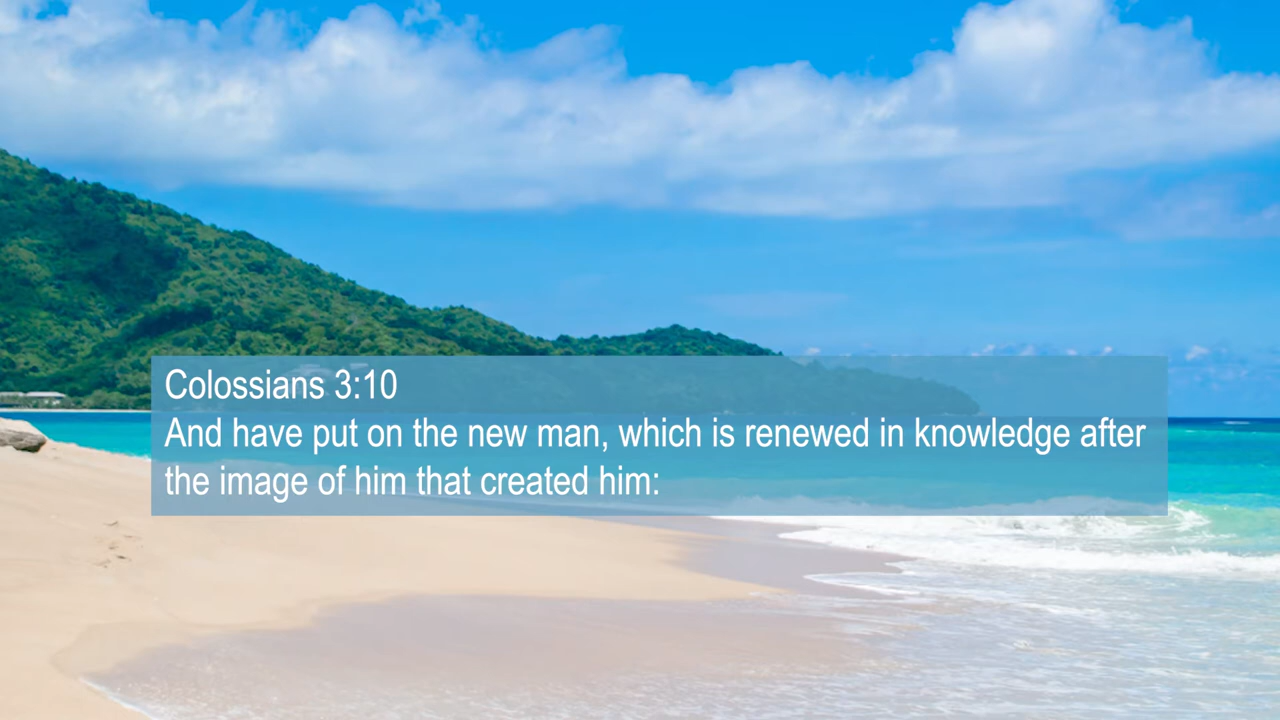 Colossians 3:10
And have put on the new man, which is renewed in knowledge after
the image of him that created him: